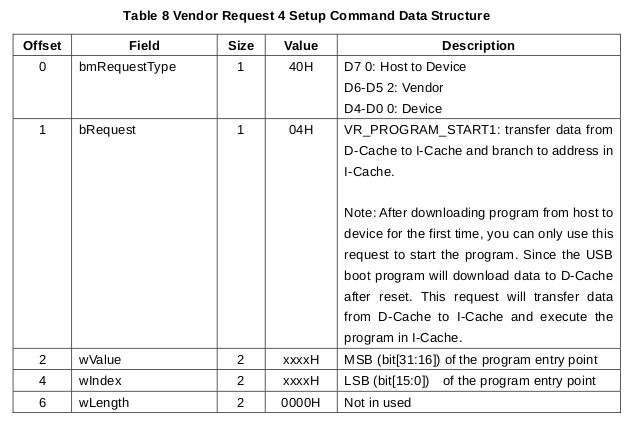 Table 8 Vendor Request 4 Setup Command Data Structure
Offset Field Size Value Description
0 bmRequestType 1 40H D7 0: Host to Device
D6-D5 2: Vendor
D4-D0 0: Device
1 bRequest 1 04H VR_PROGRAM_START1: transfer data from
D-Cache to I-Cache and branch to address in
I-Cache.
Note: After downloading program from host to
device for the first time, you can only use this
request to start the program. Since the USB
boot program will download data to D-Cache
after reset. This request will transfer data
from D-Cache to I-Cache and execute the
program in I-Cache.
2 wValue 2 xxxxH MSB (bit[31:16]) of the program entry point
4 wIndex 2 xxxxH LSB (bit[15:0]) of the program entry point
6 wLength 2 0000H Not in used